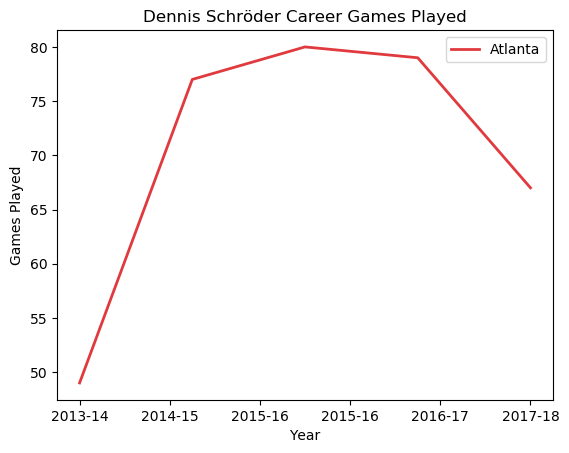 Dennis Schröder Career Games Played
Atlanta
80
75
70
65
60
55
50
Games Played
2013-14 2014-15 2015-16 2015-16 2016-17 2017-18
Year